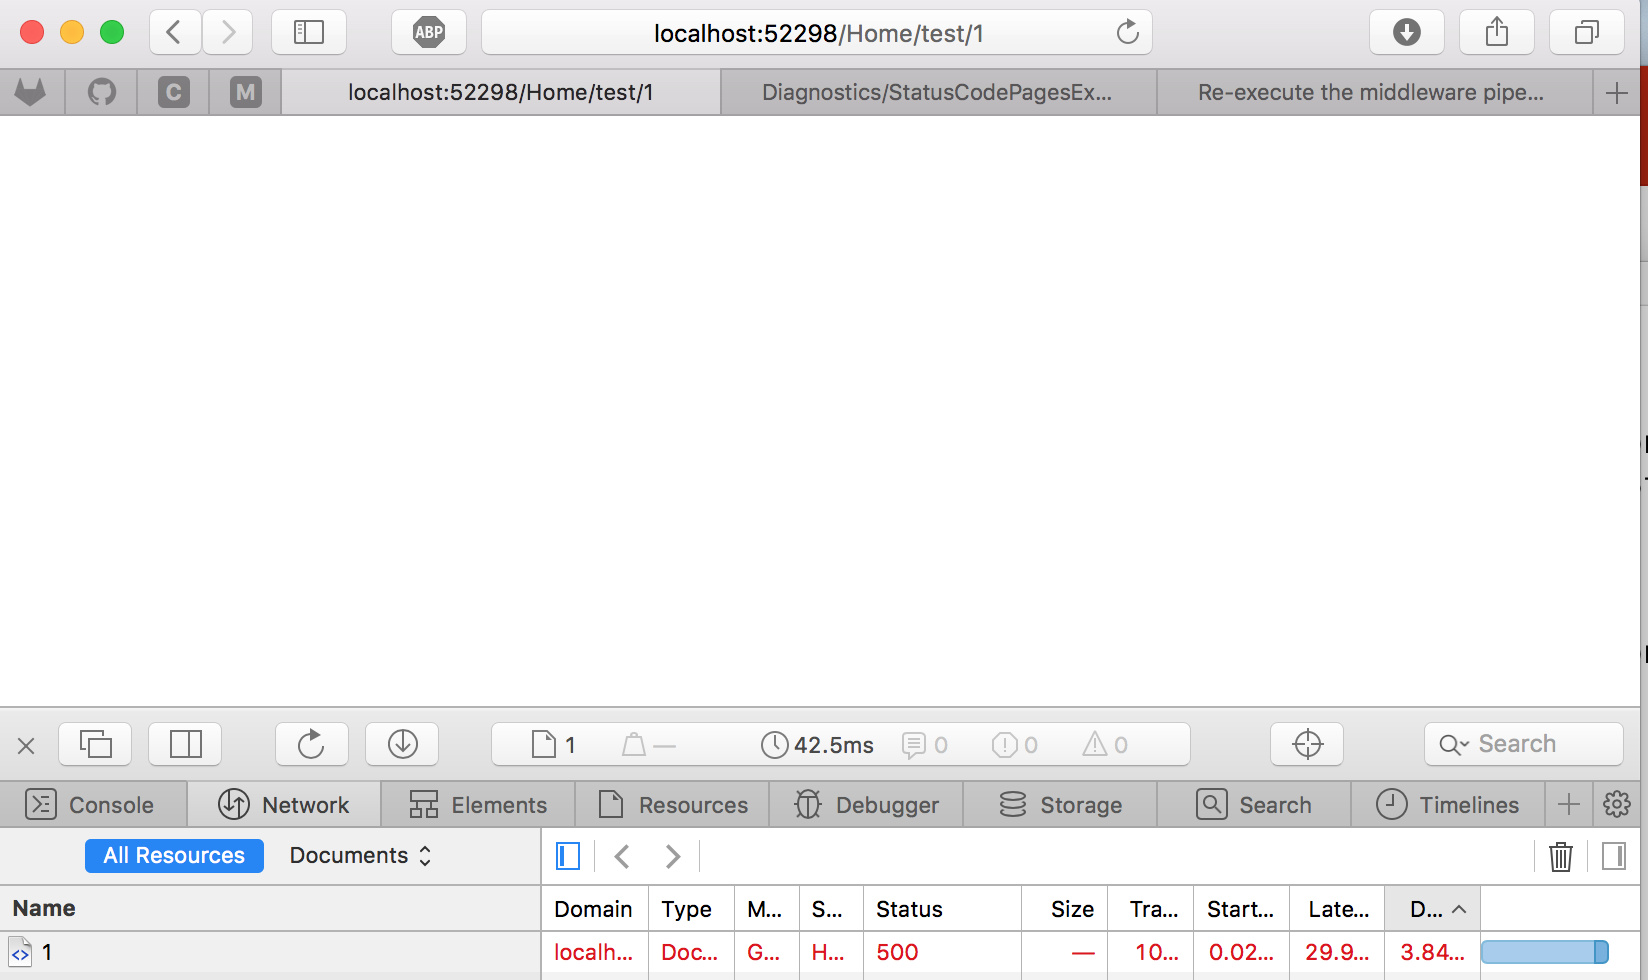 ABP
localhost:52298/Home/test/1
C
M
localhost:52298/Home/test/1
Diagnostics/StatusCodePagesEx...
Re-execute the middleware pipe...
1
—
42.5ms
0
0
0
Search
Console
Network
Elements
Resources
Debugger
Storage
Search
Timelines
All Resources
Documents
Name
Domain
Type
M...
S...
Status
Size
Tra...
Start...
Late...
D...
1
localh...
Doc...
G...
H...
500
—
10...
0.02...
29.9...
3.84...